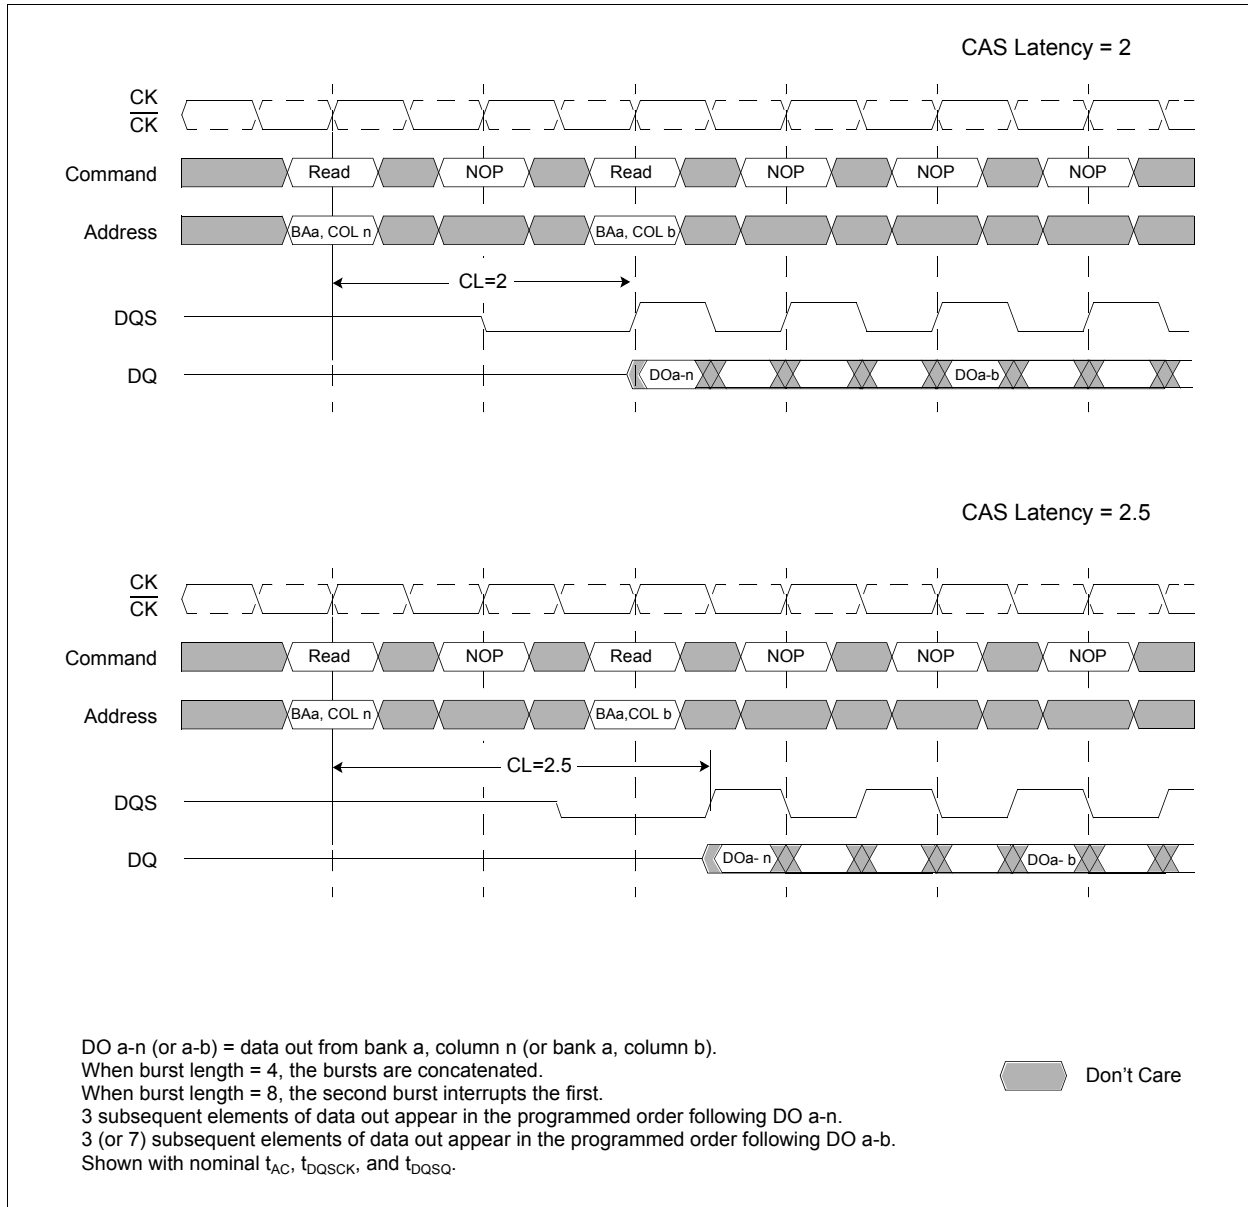 CAS Latency = 2
CK
CK
Command Read NOP Read NOP NOP NOP
Address BAa, COL n BAa, COL b
CL=2
DQS
DQ DOa-n DOa-b
CAS Latency = 2.5
CK
CK
Command Read NOP Read NOP NOP NOP
Address BAa, COL n BAa,COL b
CL=2.5
DQS
DQ DOa- n DOa- b
DO a-n (or a-b) = data out from bank a, column n (or bank a, column b).
When burst length = 4, the bursts are concatenated.
When burst length = 8, the second burst interrupts the first.
3 subsequent elements of data out appear in the programmed order following DO a-n.
3 (or 7) subsequent elements of data out appear in the programmed order following DO a-b.
Shown with nominal tAC, tDQSCK, and tDQSQ.
Don't Care